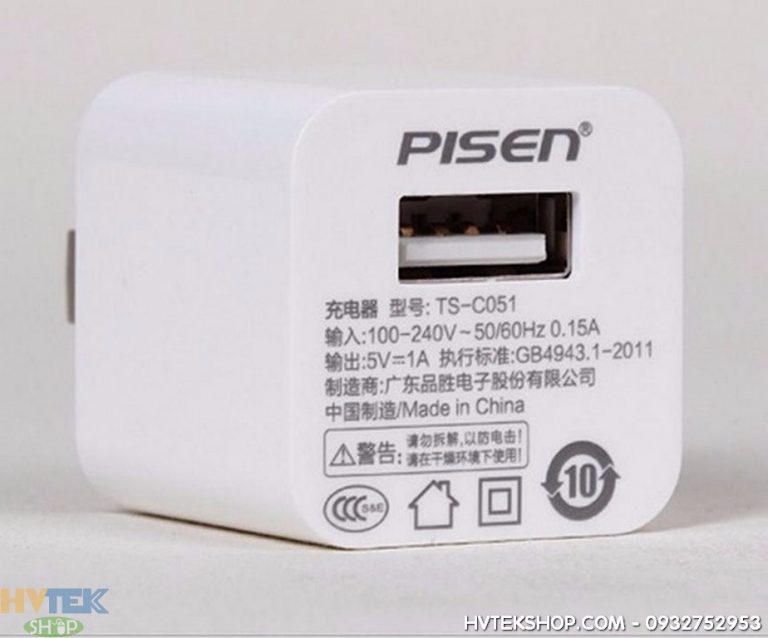 PISEN®
充电器 型号: TS-C051
输入:100-240V~50/60Hz 0.15A
输出:5V⎓1A 执行标准:GB4943.1-2011
制造商:广东品胜电子股份有限公司
中国制造/Made in China
⚠警告: 请勿拆解,以防电击!
请在干燥环境下使用!
CCC S&E
10
HVTEK
SHOP
HVTEKSHOP.COM - 0932752953